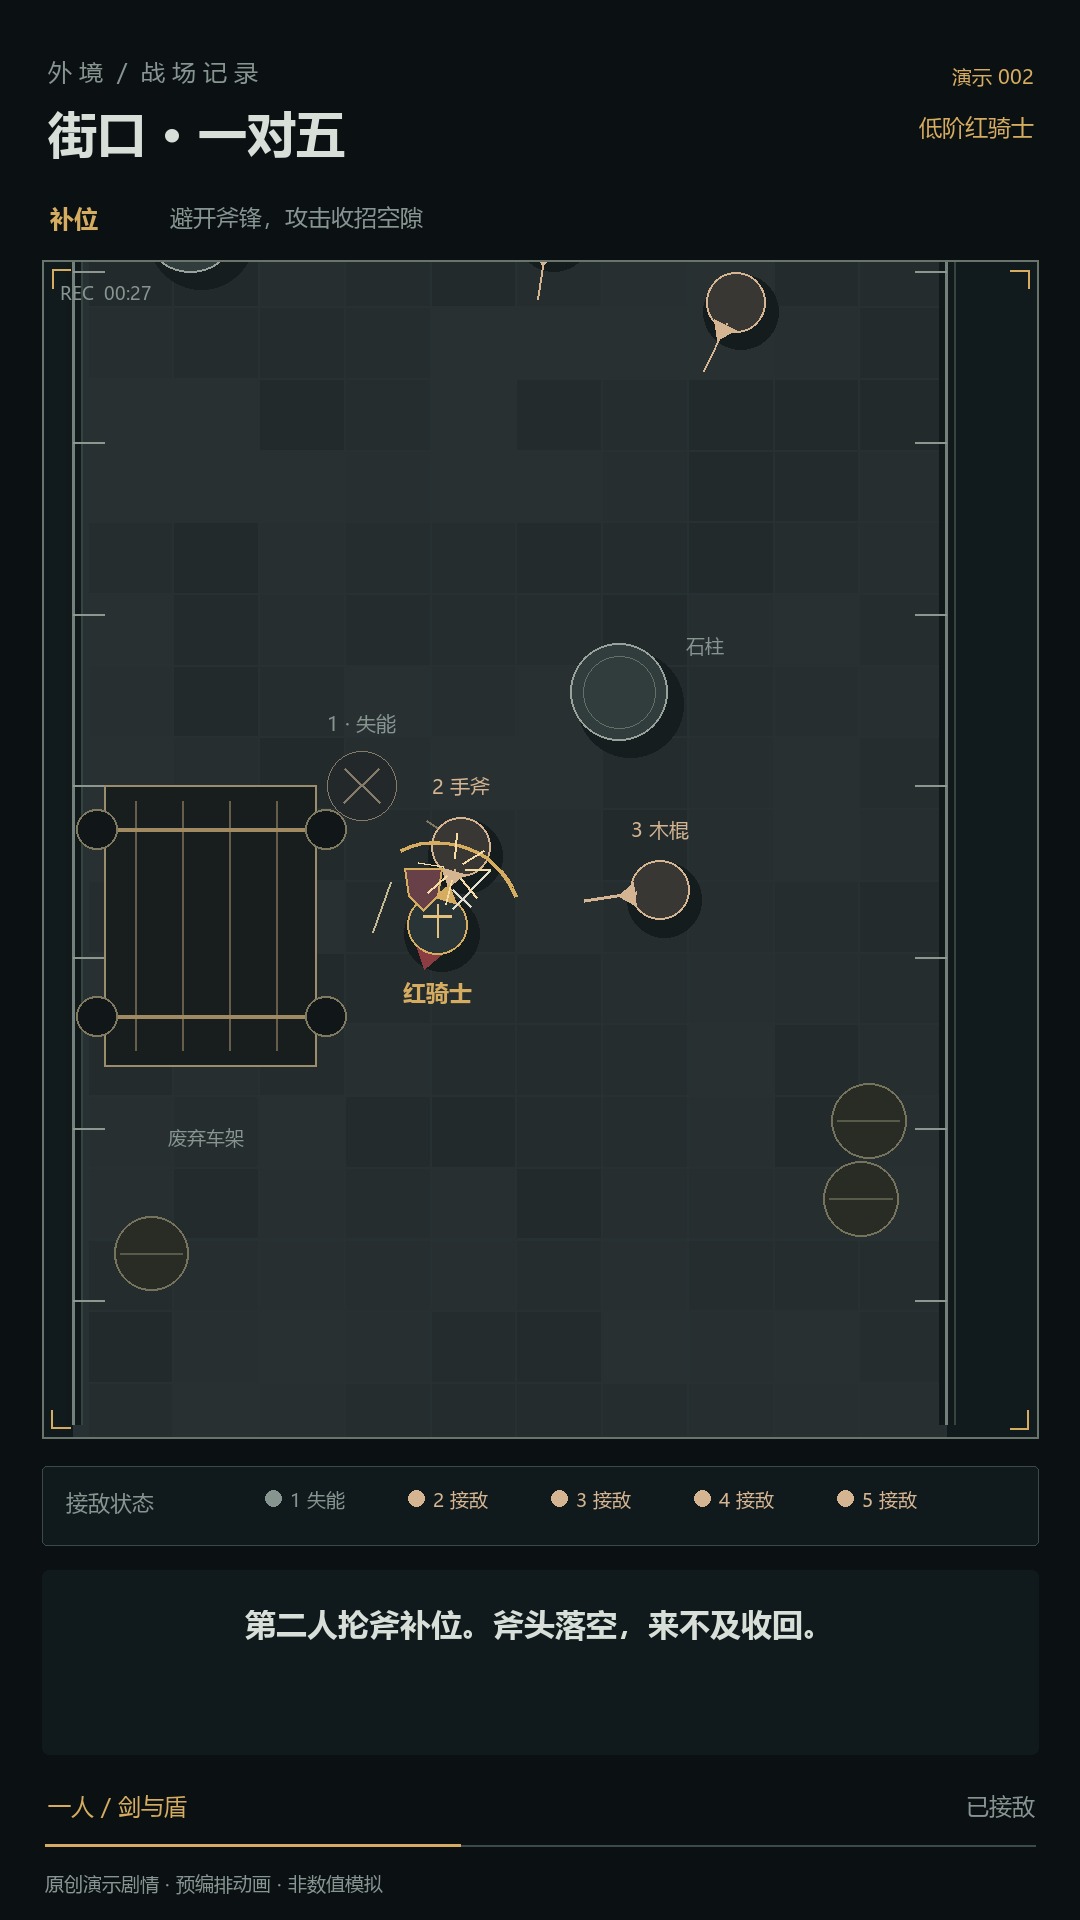 外境 / 战场记录
演示 002
街口·一对五
低阶红骑士
补位
避开斧锋，攻击收招空隙
REC 00:27
石柱
1 · 失能
2 手斧
3 木棍
红骑士
废弃车架
接敌状态
1 失能
2 接敌
3 接敌
4 接敌
5 接敌
第二人抡斧补位。斧头落空，来不及收回。
一人 / 剑与盾
已接敌
原创演示剧情 · 预编排动画 · 非数值模拟